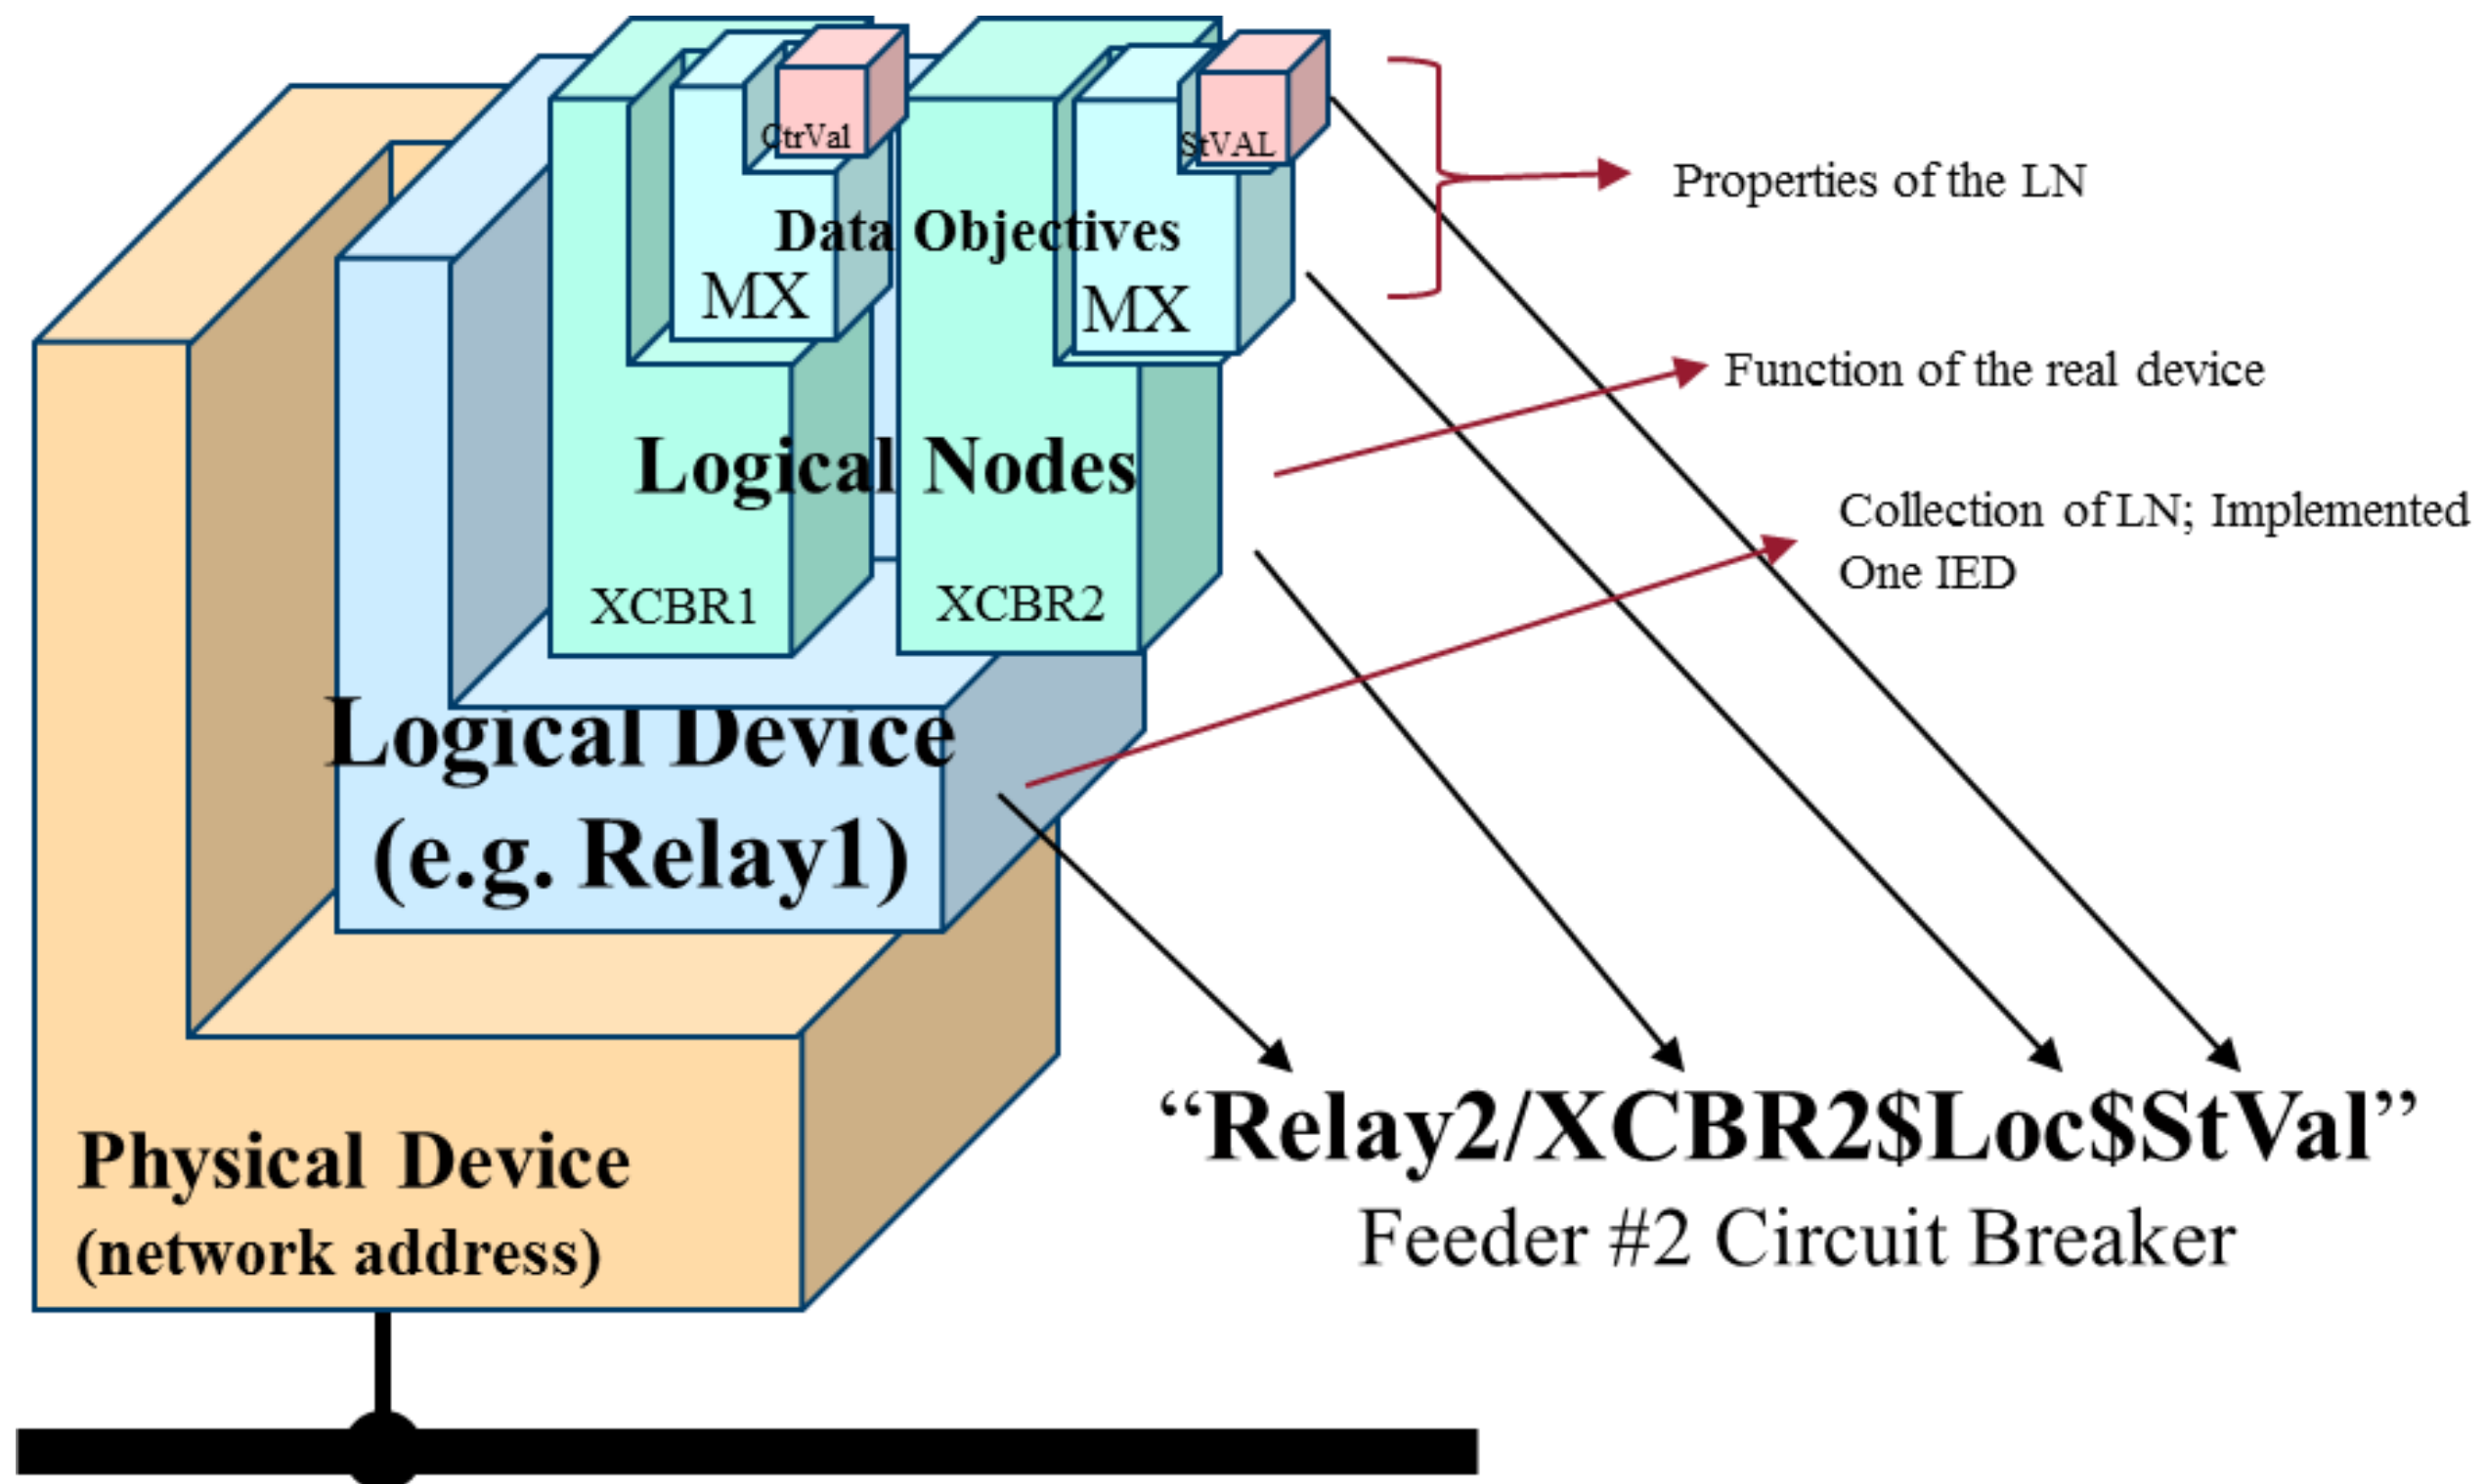 CtrVal
StVAL
Properties of the LN
Data Objectives
MX
MX
Function of the real device
Logical Nodes
Collection of LN; Implemented
One IED
XCBR1
XCBR2
Logical Device
(e.g. Relay1)
“Relay2/XCBR2$Loc$StVal”
Feeder #2 Circuit Breaker
Physical Device
(network address)